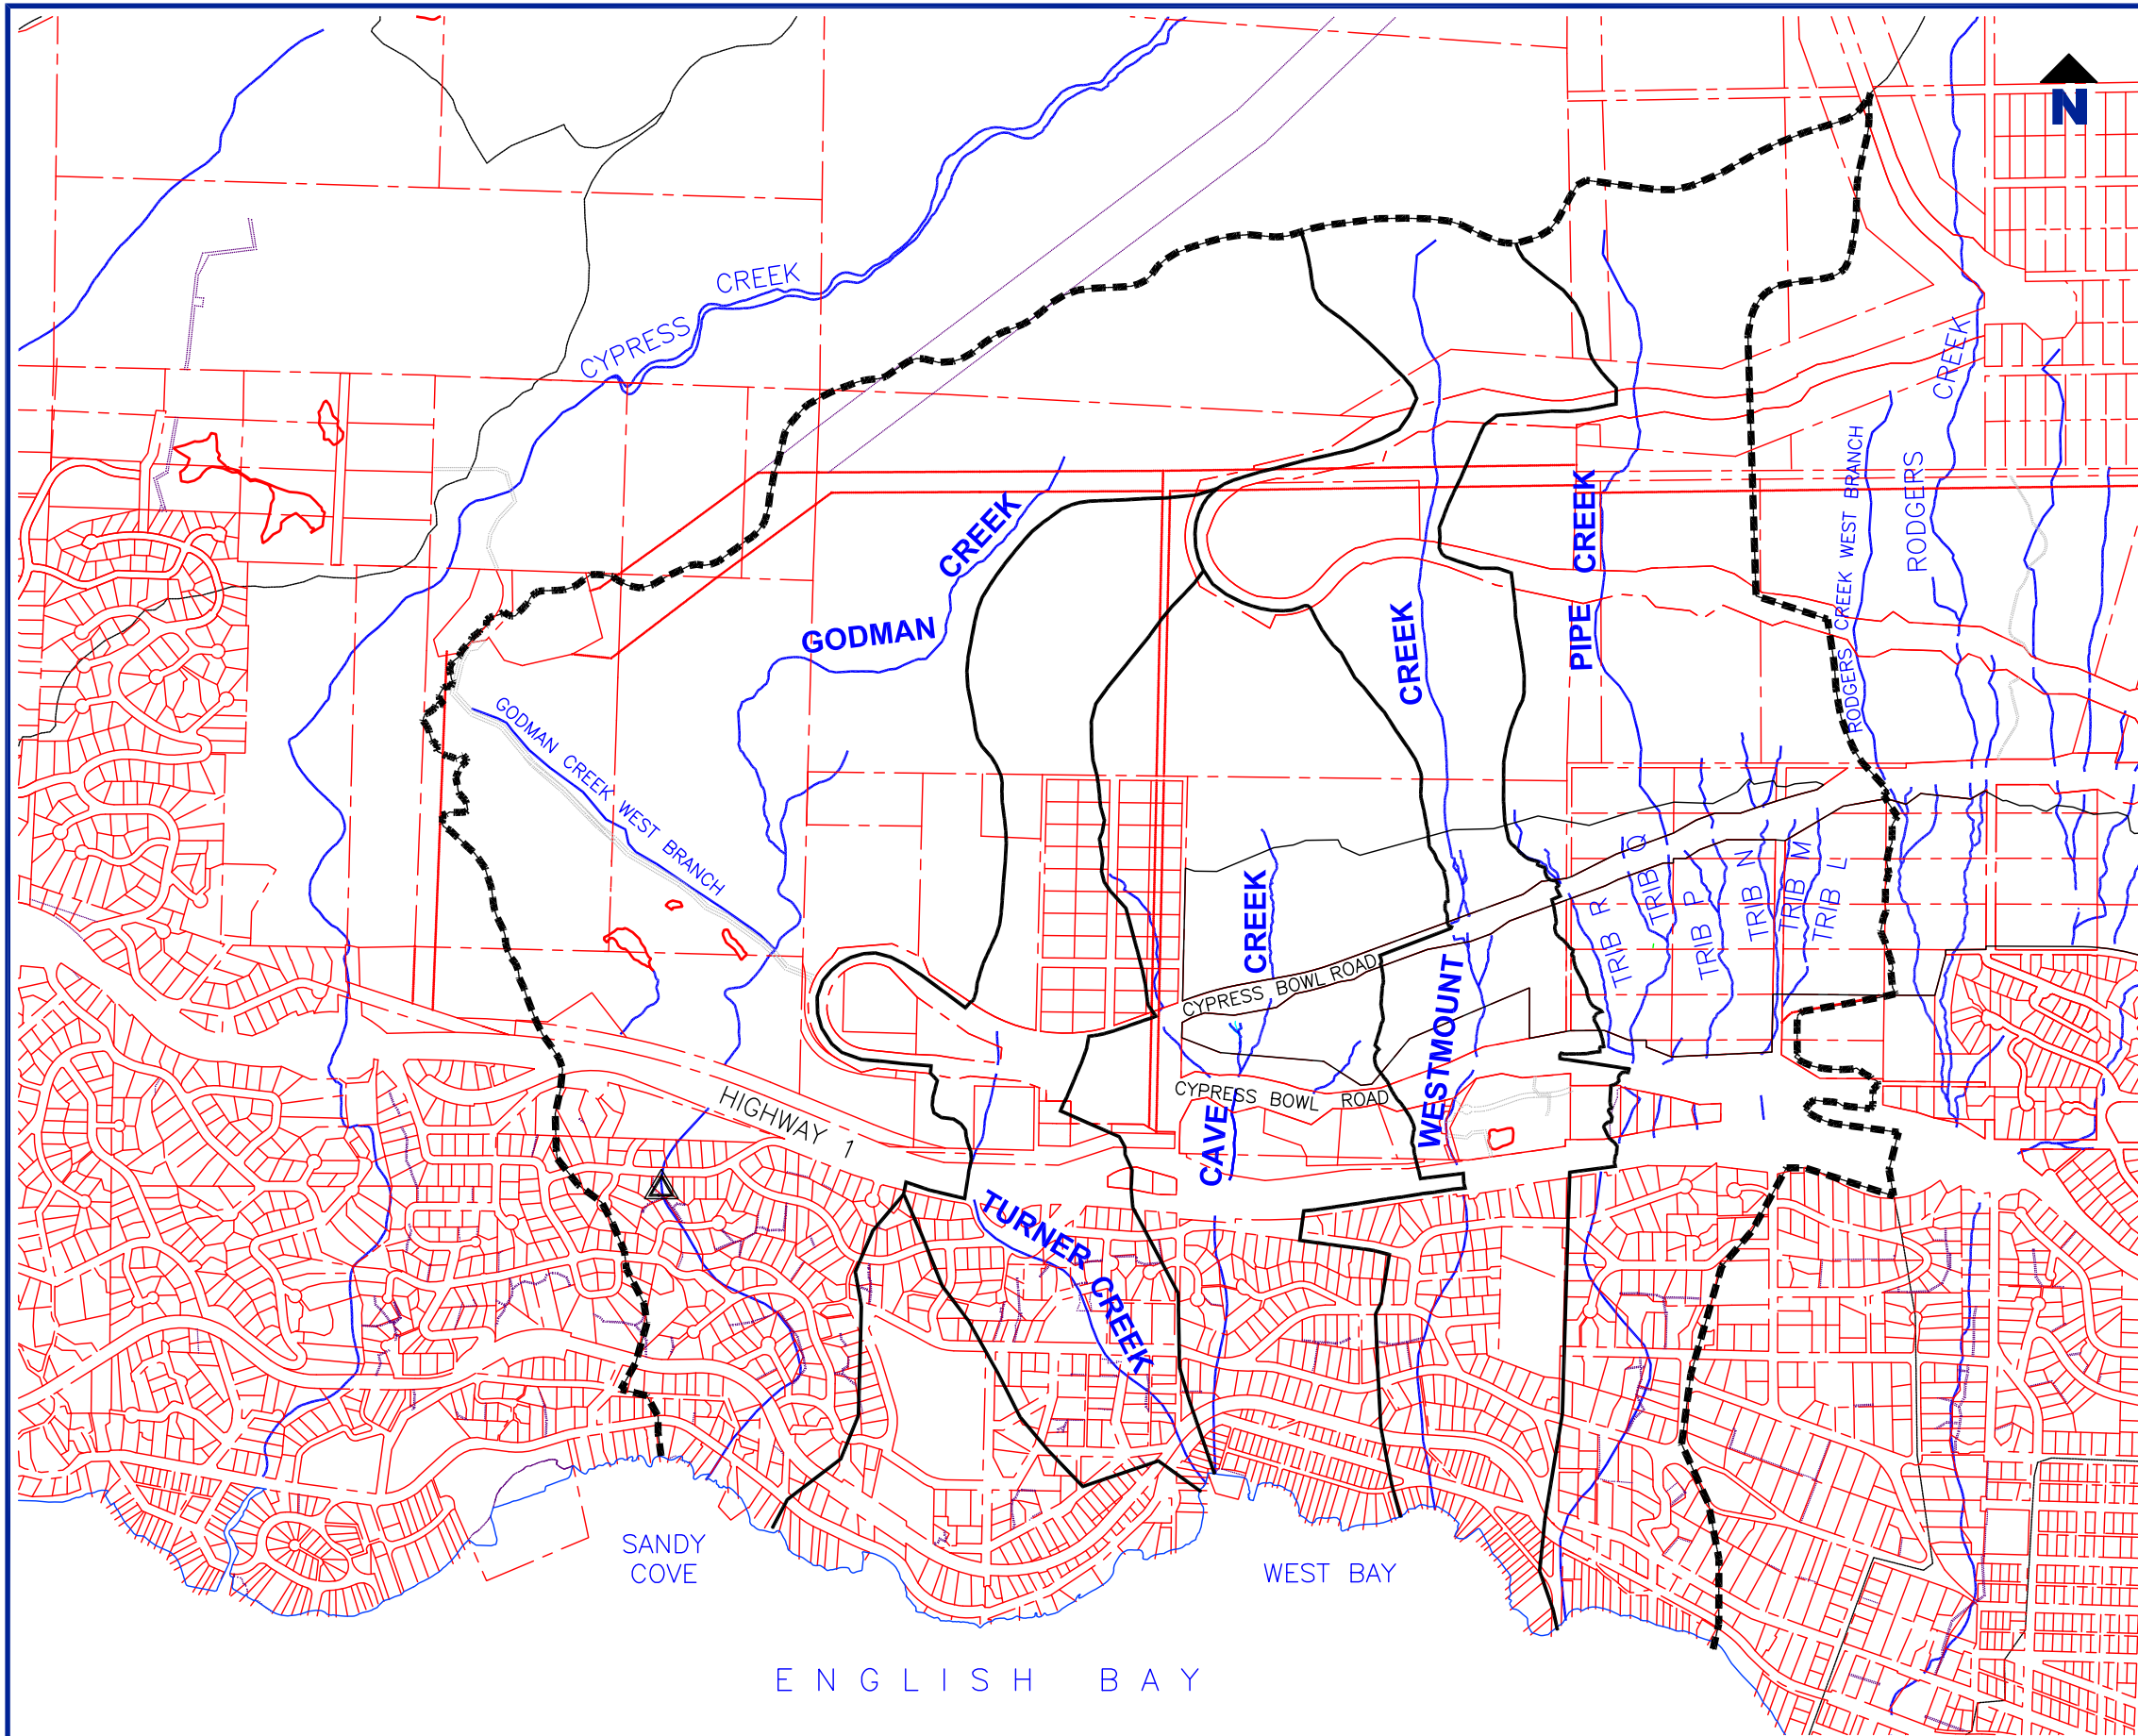 N
CREEK
CYPRESS
CREEK
RODGERS
CREEK WEST BRANCH
RODGERS
CREEK
GODMAN
CREEK
PIPE
CREEK
GODMAN CREEK WEST BRANCH
CREEK
WESTMOUNT
CREEK
CAVE
TRIB R
TRIB Q
TRIB P
TRIB N
TRIB M
TRIB L
CYPRESS BOWL ROAD
CYPRESS BOWL ROAD
HIGHWAY 1
TURNER CREEK
SANDY
COVE
WEST BAY
ENGLISH BAY